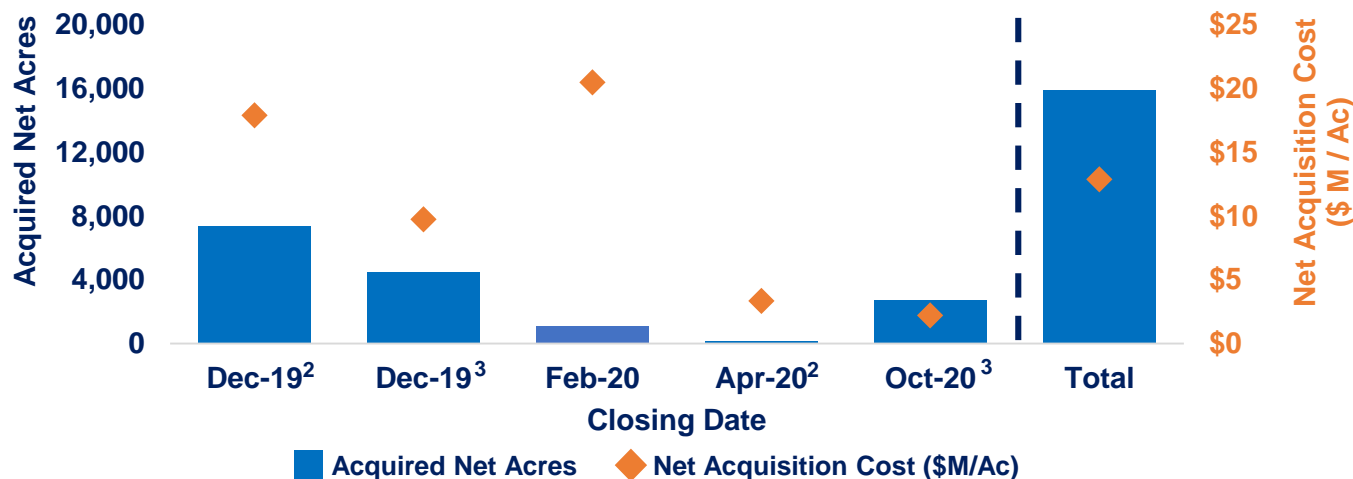 Acquired Net Acres
20,000
16,000
12,000
8,000
4,000
0
$25
$20
$15
$10
$5
$0
Net Acquisition Cost
($ M / Ac)
Dec-19²
Dec-19³
Feb-20
Apr-20²
Oct-20³
Total
Closing Date
Acquired Net Acres
Net Acquisition Cost ($M/Ac)